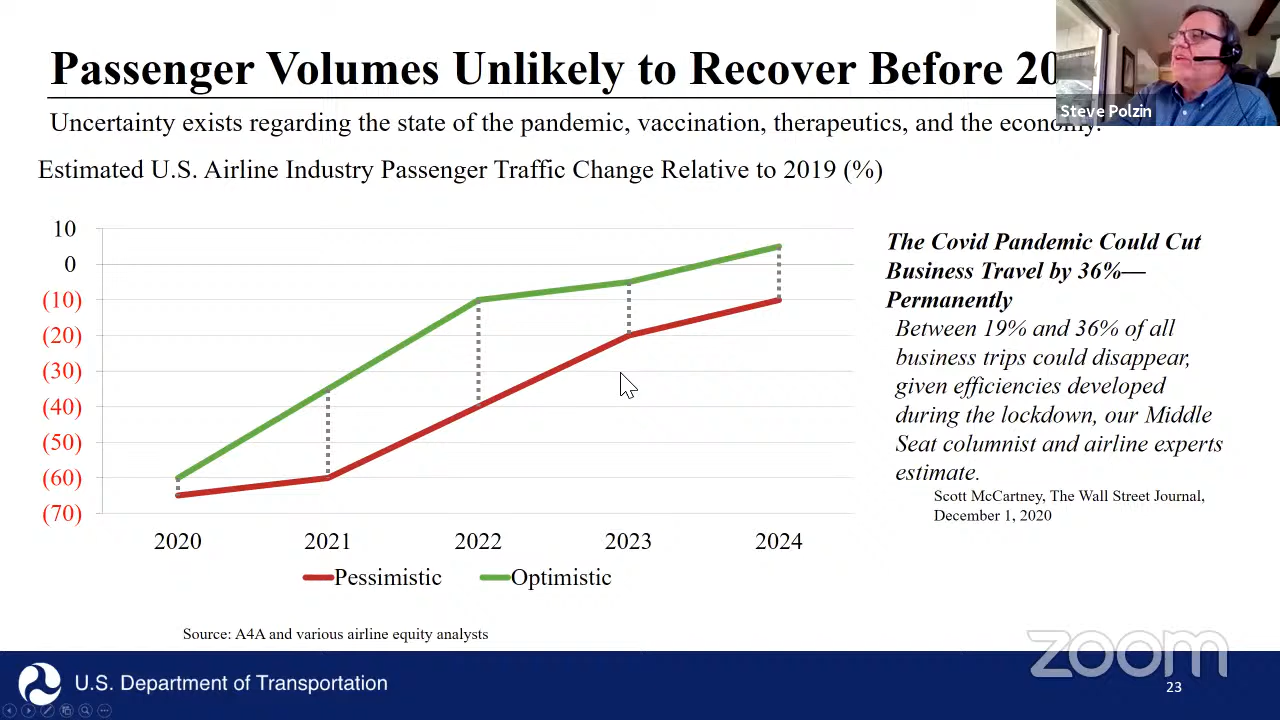 Passenger Volumes Unlikely to Recover Before
Steve Polzin
Uncertainty exists regarding the state of the pandemic, vaccination, therapeutics, and the economy.
Estimated U.S. Airline Industry Passenger Traffic Change Relative to 2019 (%)
10
0
(10)
(20)
(30)
(40)
(50)
(60)
(70)
2020 2021 2022 2023 2024
Pessimistic Optimistic
The Covid Pandemic Could Cut
Business Travel by 36%—
Permanently
Between 19% and 36% of all
business trips could disappear,
given efficiencies developed
during the lockdown, our Middle
Seat columnist and airline experts
estimate.
Scott McCartney, The Wall Street Journal,
December 1, 2020
Source: A4A and various airline equity analysts
zoom
U.S. Department of Transportation
23